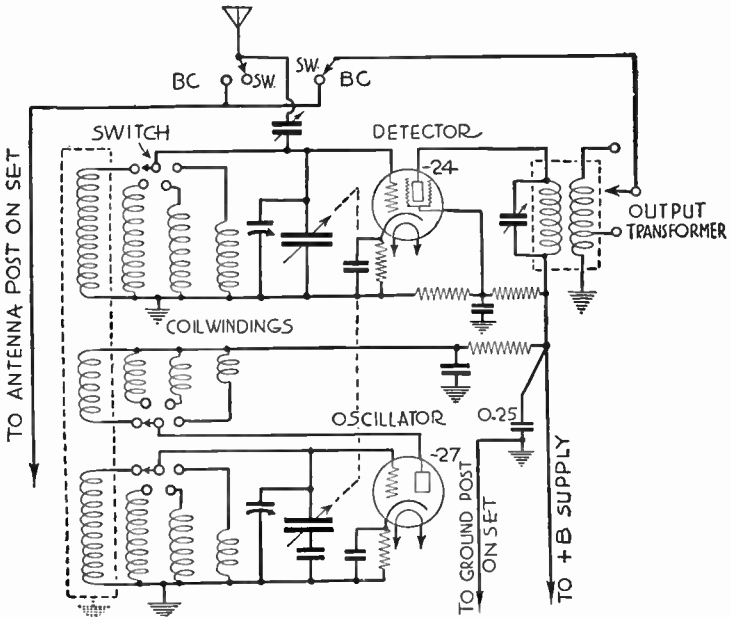 SW.
BC
SW.
BC
SWITCH
DETECTOR
-24
OUTPUT
TRANSFORMER
TO ANTENNA POST ON SET
COILWINDINGS
OSCILLATOR
0.25
-27
TO GROUND POST
ON SET
TO +B SUPPLY